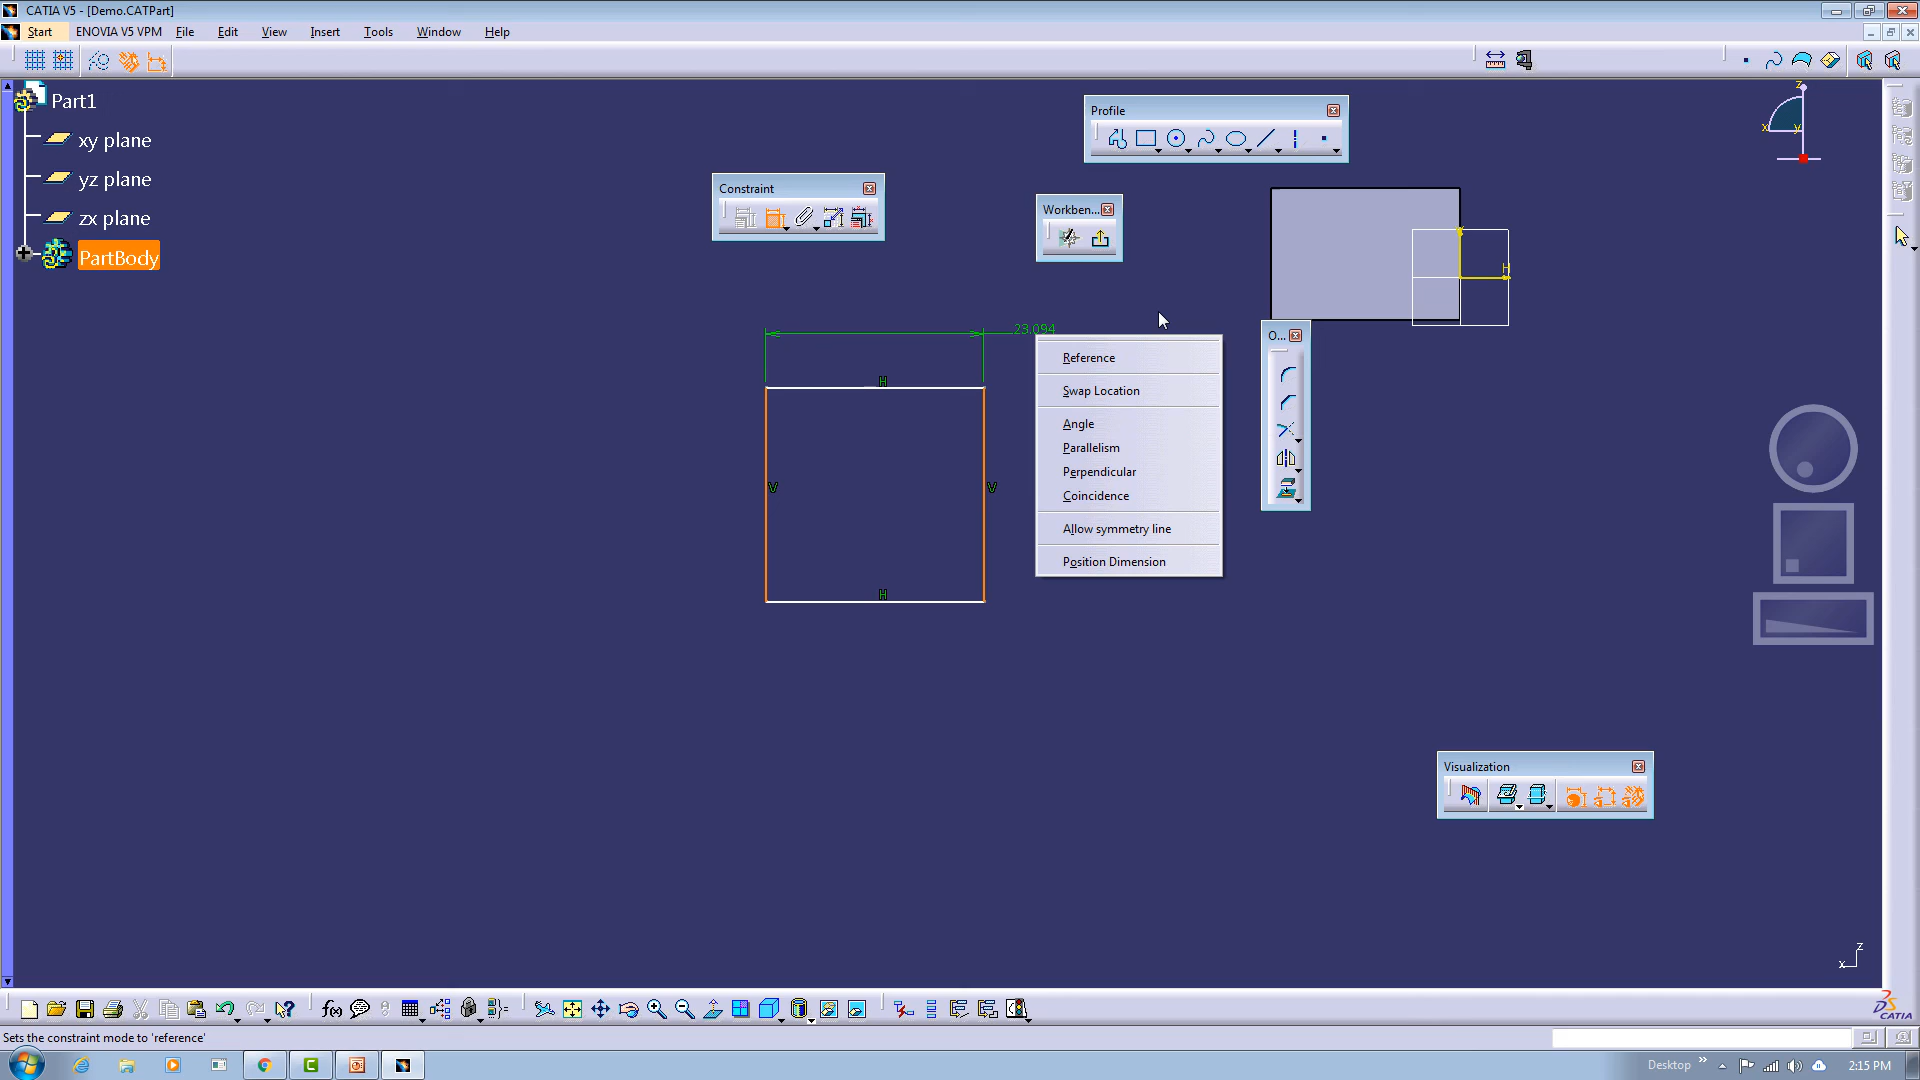 CATIA V5 - [Demo.CATPart]
Start ENOVIA V5 VPM File Edit View Insert Tools Window Help
Part1
xy plane
yz plane
zx plane
PartBody
Profile
Constraint
Workben...
O...
z
x
y
H
23.094
H
V
V
H
Reference
Swap Location
Angle
Parallelism
Perpendicular
Coincidence
Allow symmetry line
Position Dimension
Visualization
z
x
f(x)
DS
CATIA
Sets the constraint mode to 'reference'
Desktop
2:15 PM